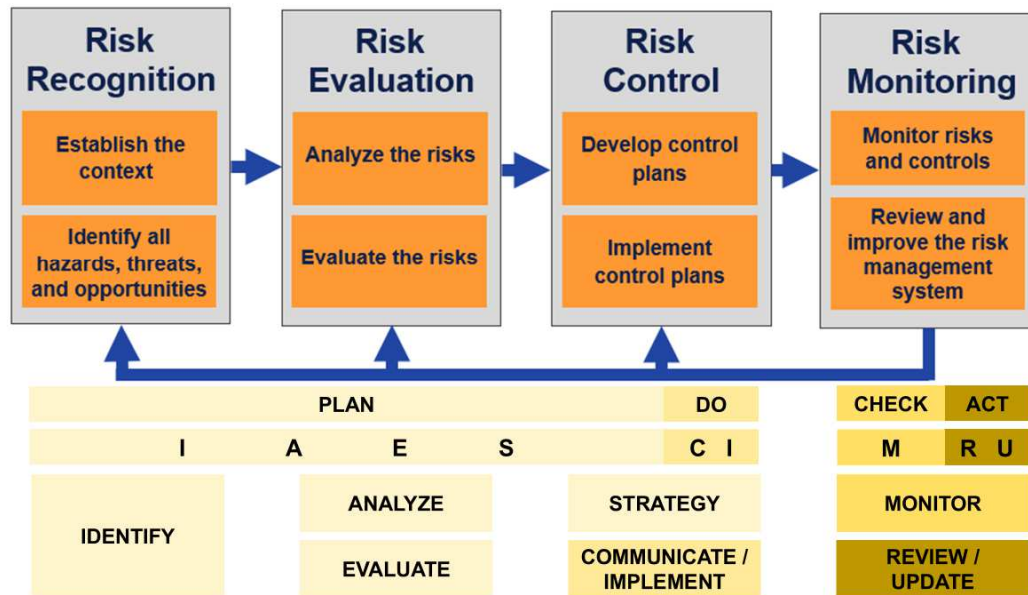 Risk
Recognition
Establish the
context
Identify all
hazards, threats,
and opportunities
Risk
Evaluation
Analyze the risks
Evaluate the risks
Risk
Control
Develop control
plans
Implement
control plans
Risk
Monitoring
Monitor risks
and controls
Review and
improve the risk
management
system
PLAN
DO
CHECK
ACT
I A E S
C I
M
R U
IDENTIFY
ANALYZE
EVALUATE
STRATEGY
COMMUNICATE /
IMPLEMENT
MONITOR
REVIEW /
UPDATE